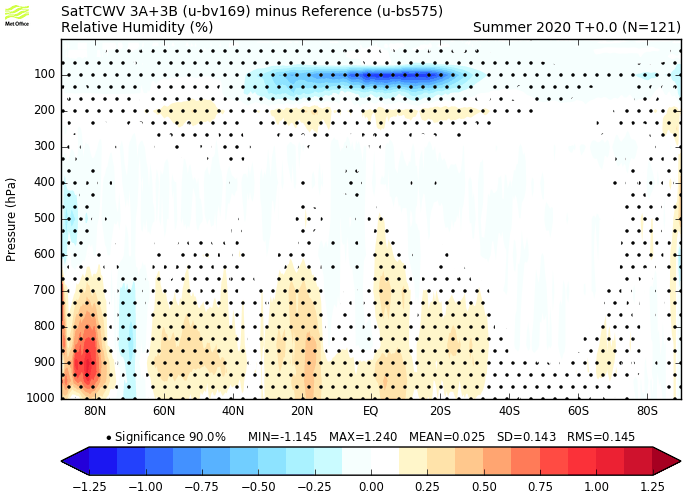 Met Office
SatTCWV 3A+3B (u-bv169) minus Reference (u-bs575)
Relative Humidity (%)
Summer 2020 T+0.0 (N=121)
Pressure (hPa)
100
200
300
400
500
600
700
800
900
1000
80N 60N 40N 20N EQ 20S 40S 60S 80S
• Significance 90.0% MIN=-1.145 MAX=1.240 MEAN=0.025 SD=0.143 RMS=0.145
−1.25 −1.00 −0.75 −0.50 −0.25 0.00 0.25 0.50 0.75 1.00 1.25